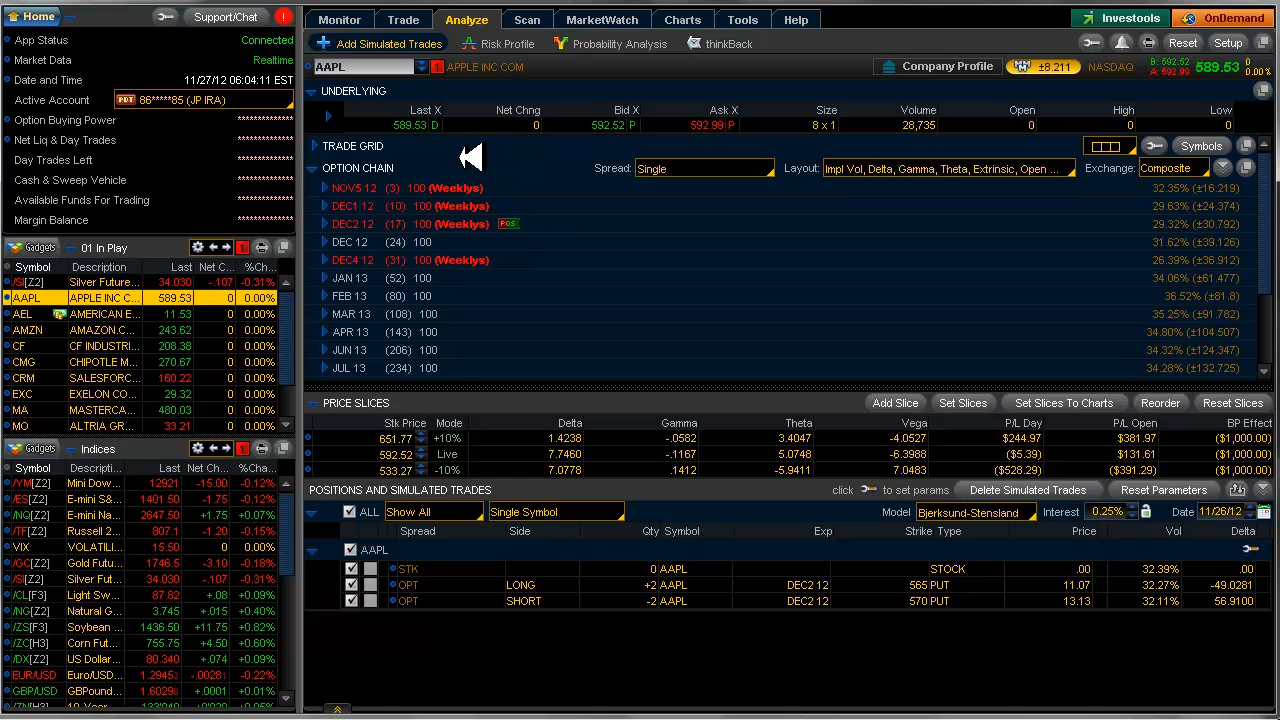 Home Support/Chat !
App Status Connected
Market Data Realtime
Date and Time 11/27/12 06:04:11 EST
Active Account PDT 86*****85 (JP IRA)
Option Buying Power **************
Net Liq & Day Trades **************
Day Trades Left **************
Cash & Sweep Vehicle **************
Available Funds For Trading **************
Margin Balance **************
Gadgets 01 In Play 1
Symbol Description Last Net C... %Ch...
/SI[Z2] Silver Future... 34.030 -.107 -0.31%
AAPL APPLE INC C... 589.53 0 0.00%
AEL AMERICAN E... 11.53 0 0.00%
AMZN AMAZON.C... 243.62 0 0.00%
CF CF INDUSTRI... 208.38 0 0.00%
CMG CHIPOTLE M... 270.67 0 0.00%
CRM SALESFORC... 160.22 0 0.00%
EXC EXELON CO... 29.32 0 0.00%
MA MASTERCA... 480.03 0 0.00%
MO ALTRIA GR... 33.21 0 0.00%
Gadgets Indices 1
Symbol Descripti... Last Net Ch... %Ch...
/YM[Z2] Mini Dow... 12921 -15.00 -0.12%
/ES[Z2] E-mini S&... 1401.50 -1.75 -0.12%
/NQ[Z2] E-mini Na... 2647.50 +1.75 +0.07%
/TF[Z2] Russell 2... 807.1 -1.20 -0.15%
VIX VOLATILI... 15.50 0 0.00%
/GC[Z2] Gold Futu... 1746.5 -3.10 -0.18%
/SI[Z2] Silver Fut... 34.030 -.107 -0.31%
/CL[F3] Light Sw... 87.82 +.08 +0.09%
/NG[Z2] Natural G... 3.745 +.015 +0.40%
/ZS[F3] Soybean ... 1436.50 +11.75 +0.82%
/ZC[H3] Corn Fut... 755.75 +4.50 +0.60%
/DX[Z2] US Dollar... 80.340 +.074 +0.09%
EUR/USD Euro/USD... 1.2945 -.00281 -0.22%
GBP/USD GBPound... 1.6029 +.0001 +0.01%
Monitor Trade Analyze Scan MarketWatch Charts Tools Help Investools OnDemand
Add Simulated Trades Risk Profile Probability Analysis thinkBack Reset Setup
AAPL 1 APPLE INC COM Company Profile ±8.211 NASDAQ B: 592.52 A: 592.99 589.53 0 0.00%
UNDERLYING
Last X Net Chng Bid X Ask X Size Volume Open High Low
589.53 D 0 592.52 P 592.99 P 8 x 1 28,735 0 0 0
TRADE GRID Symbols
OPTION CHAIN Spread: Single Layout: Impl Vol, Delta, Gamma, Theta, Extrinsic, Open ... Exchange: Composite
NOV5 12 (3) 100 (Weeklys) 32.35% (±16.219)
DEC1 12 (10) 100 (Weeklys) 29.63% (±24.374)
DEC2 12 (17) 100 (Weeklys) POS 29.32% (±30.792)
DEC 12 (24) 100 31.62% (±39.126)
DEC4 12 (31) 100 (Weeklys) 26.39% (±36.912)
JAN 13 (52) 100 34.06% (±61.477)
FEB 13 (80) 100 36.52% (±81.8)
MAR 13 (108) 100 35.25% (±91.782)
APR 13 (143) 100 34.80% (±104.507)
JUN 13 (206) 100 34.32% (±124.347)
JUL 13 (234) 100 34.28% (±132.725)
PRICE SLICES Add Slice Set Slices Set Slices To Charts Reorder Reset Slices
Stk Price Mode Delta Gamma Theta Vega P/L Day P/L Open BP Effect
651.77 +10% 1.4238 -.0582 3.4047 -4.0527 $244.97 $381.97 ($1,000.00)
592.52 Live 7.7460 -.1167 5.0748 -6.3988 ($5.39) $131.61 ($1,000.00)
533.27 -10% 7.0778 .1412 -5.9411 7.0483 ($528.29) ($391.29) ($1,000.00)
POSITIONS AND SIMULATED TRADES click to set params Delete Simulated Trades Reset Parameters
ALL Show All Single Symbol Model Bjerksund-Stensland Interest 0.25% Date 11/26/12
Spread Side Qty Symbol Exp Strike Type Price Vol Delta
AAPL
STK 0 AAPL STOCK .00 32.39% .00
OPT LONG +2 AAPL DEC2 12 565 PUT 11.07 32.27% -49.0281
OPT SHORT -2 AAPL DEC2 12 570 PUT 13.13 32.11% 56.9100